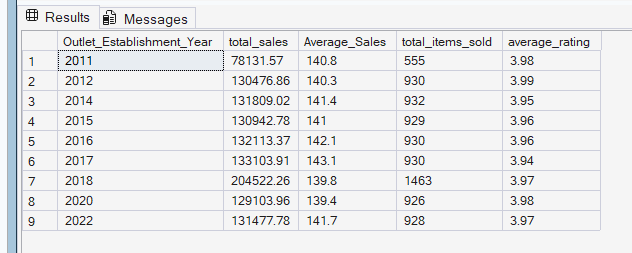 Results Messages
Outlet_Establishment_Year total_sales Average_Sales total_items_sold average_rating
1 2011 78131.57 140.8 555 3.98
2 2012 130476.86 140.3 930 3.99
3 2014 131809.02 141.4 932 3.95
4 2015 130942.78 141 929 3.96
5 2016 132113.37 142.1 930 3.96
6 2017 133103.91 143.1 930 3.94
7 2018 204522.26 139.8 1463 3.97
8 2020 129103.96 139.4 926 3.98
9 2022 131477.78 141.7 928 3.97